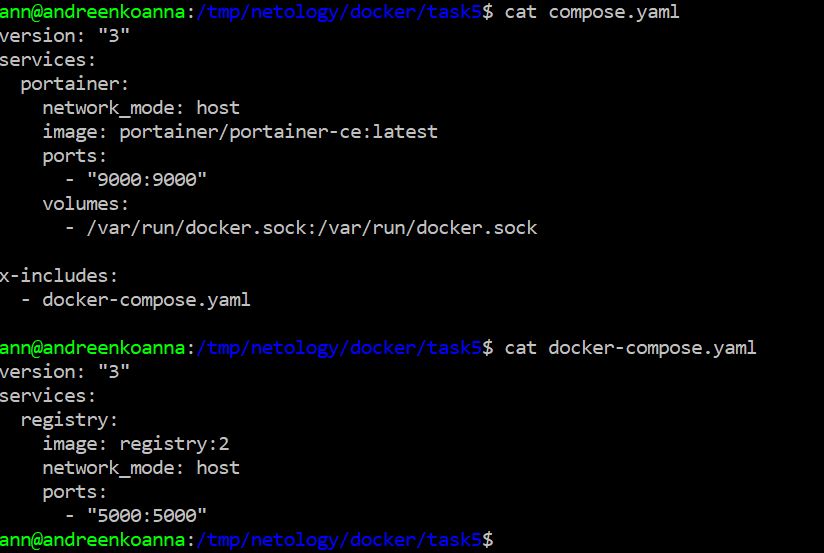 ann@andreenkoanna:/tmp/netology/docker/task5$ cat compose.yaml
version: "3"
services:
  portainer:
    network_mode: host
    image: portainer/portainer-ce:latest
    ports:
      - "9000:9000"
    volumes:
      - /var/run/docker.sock:/var/run/docker.sock

x-includes:
  - docker-compose.yaml

ann@andreenkoanna:/tmp/netology/docker/task5$ cat docker-compose.yaml
version: "3"
services:
  registry:
    image: registry:2
    network_mode: host
    ports:
      - "5000:5000"
ann@andreenkoanna:/tmp/netology/docker/task5$